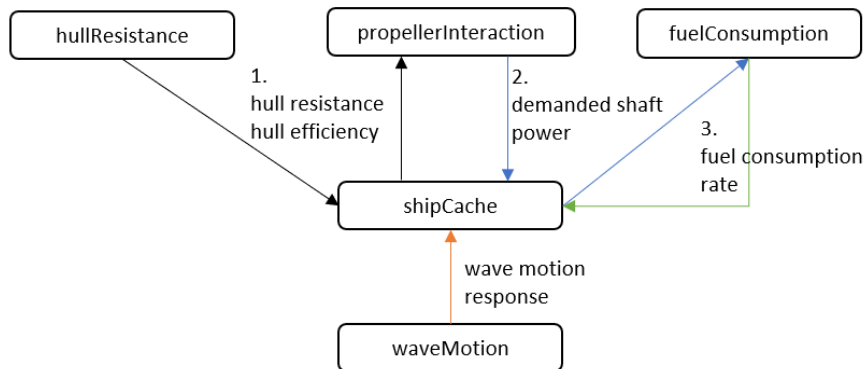 hullResistance
propellerInteraction
fuelConsumption
1.
hull resistance
hull efficiency
2.
demanded shaft
power
3.
fuel consumption
rate
shipCache
wave motion
response
waveMotion